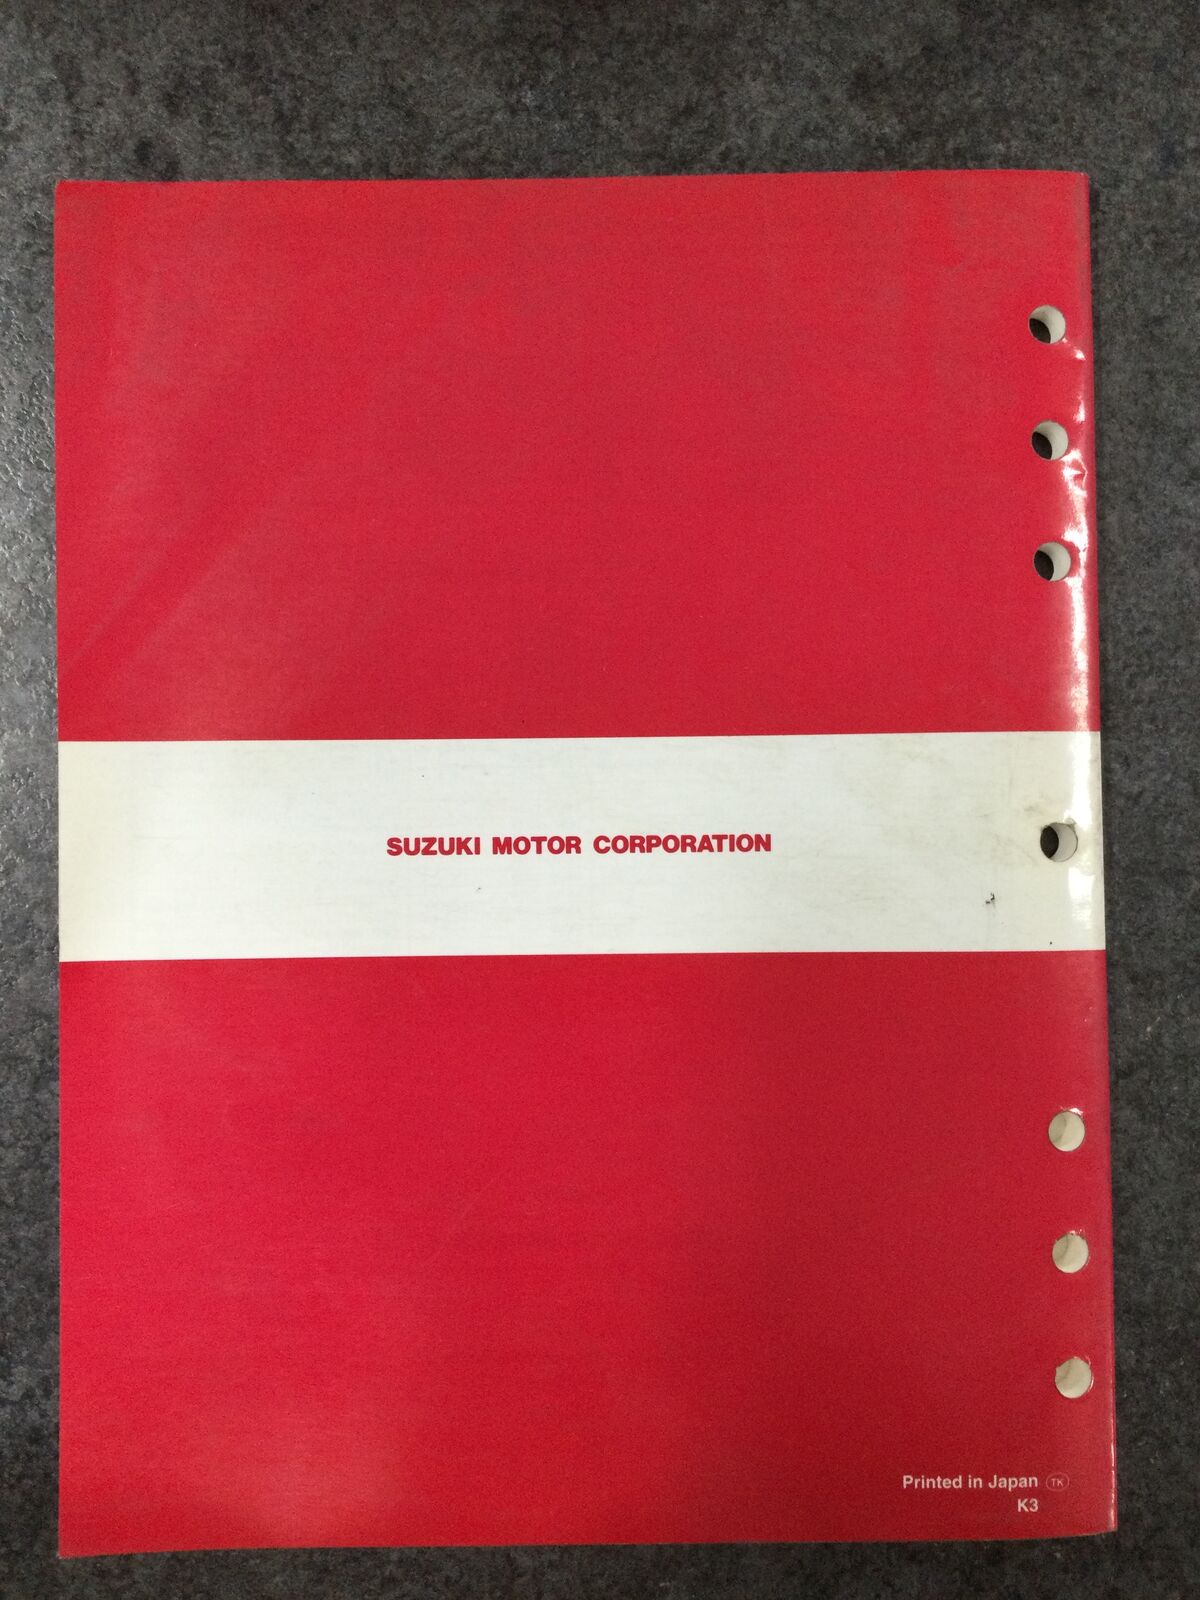 SUZUKI MOTOR CORPORATION
Printed in Japan TK
K3